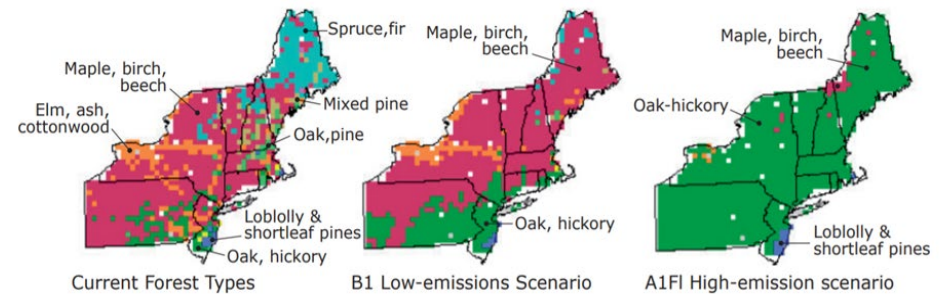 Spruce,fir
Maple, birch,
beech
Elm, ash,
cottonwood
Mixed pine
Oak,pine
Loblolly &
shortleaf pines
Oak, hickory
Current Forest Types
Maple, birch,
beech
Oak, hickory
B1 Low-emissions Scenario
Maple, birch,
beech
Oak-hickory
Loblolly &
shortleaf pines
A1Fl High-emission scenario